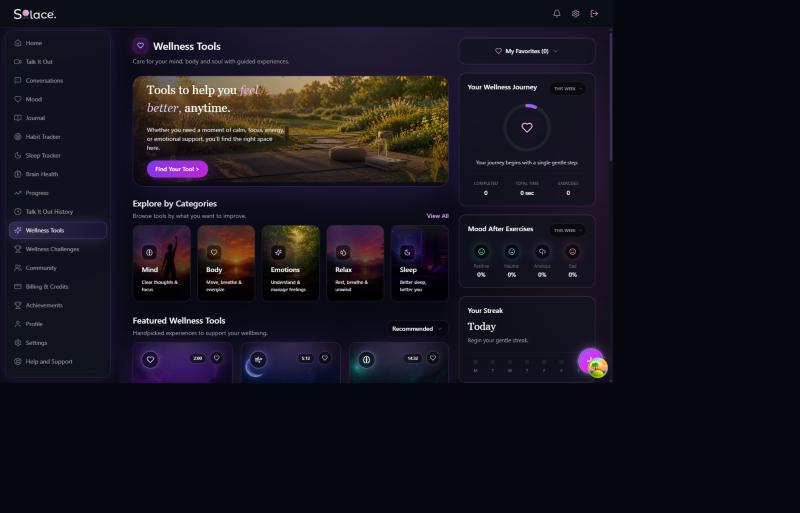 Solace.
Home
Talk It Out
Conversations
Mood
Journal
Habit Tracker
Sleep Tracker
Brain Health
Progress
Talk It Out History
Wellness Tools
Wellness Challenges
Community
Billing & Credits
Achievements
Profile
Settings
Help and Support
Wellness Tools
Care for your mind, body and soul with guided experiences.
Tools to help you feel
better, anytime.
Whether you need a moment of calm, focus, energy,
or emotional support, you'll find the right space
here.
Find Your Tool >
Explore by Categories
Browse tools by what you want to improve.
View All
Mind
Clear thoughts &
focus
Body
Move, breathe &
energize
Emotions
Understand &
manage feelings
Relax
Rest, breathe &
unwind
Sleep
Better sleep,
better you
Featured Wellness Tools
Handpicked experiences to support your wellbeing.
Recommended
2:00
5:12
14:32
My Favorites (0)
Your Wellness Journey
THIS WEEK
Your journey begins with a single gentle step.
COMPLETED
TOTAL TIME
EXERCISES
0
0 sec
0
Mood After Exercises
THIS WEEK
Positive
Neutral
Anxious
Sad
0%
0%
0%
0%
Your Streak
Today
Begin your gentle streak.
M T W T F S